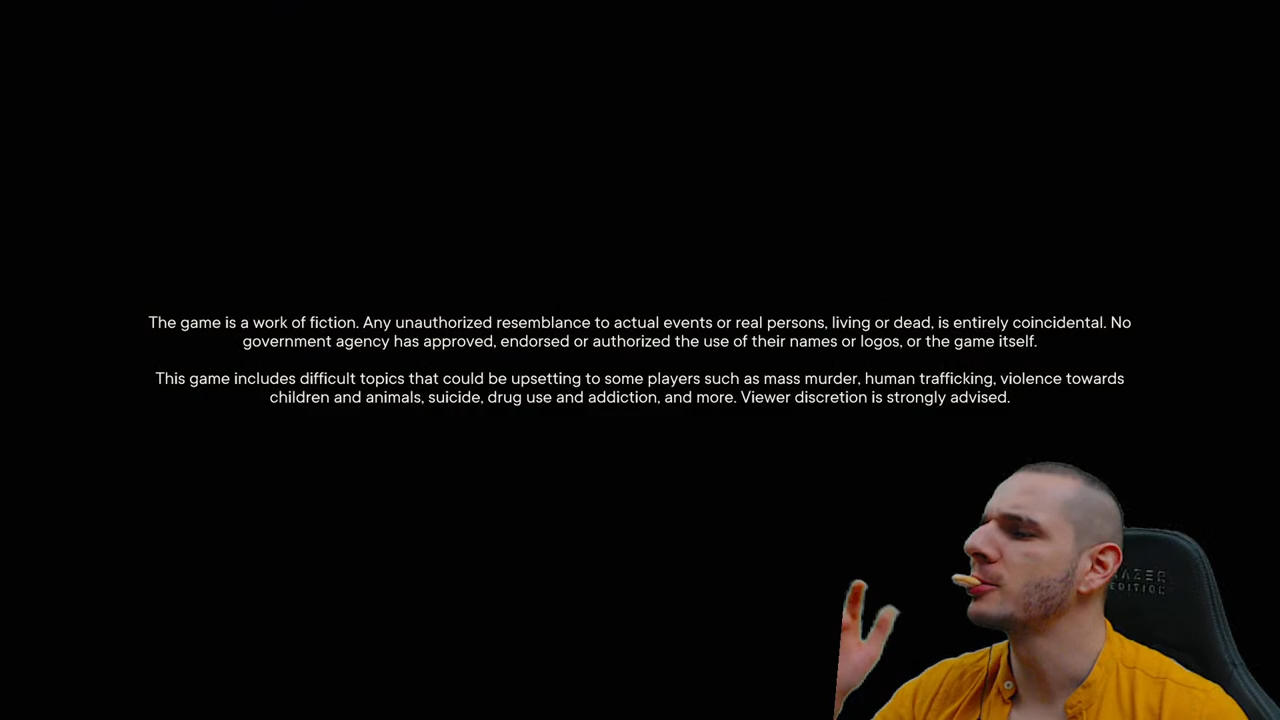 The game is a work of fiction. Any unauthorized resemblance to actual events or real persons, living or dead, is entirely coincidental. No
government agency has approved, endorsed or authorized the use of their names or logos, or the game itself.
This game includes difficult topics that could be upsetting to some players such as mass murder, human trafficking, violence towards
children and animals, suicide, drug use and addiction, and more. Viewer discretion is strongly advised.
RAZER
EDITION